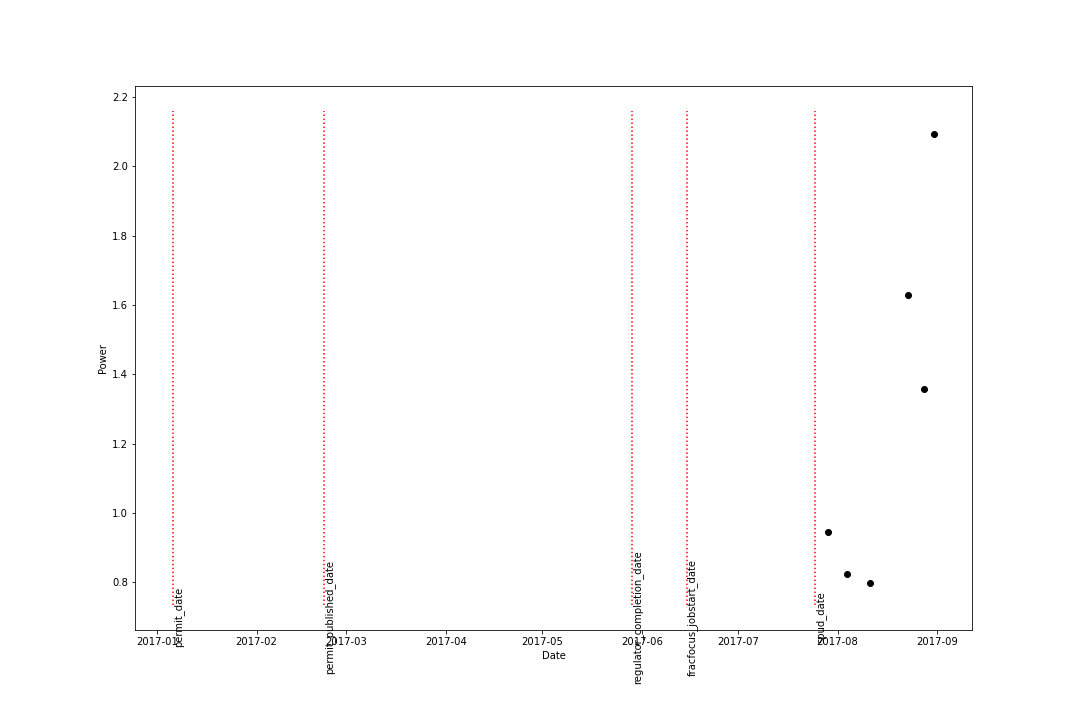 2.2
2.0
1.8
1.6
1.4
1.2
1.0
0.8
Power
permit_date
permit_published_date
regulator_completion_date
fracfocus_jobstart_date
spud_date
2017-01
2017-02
2017-03
2017-04
2017-05
2017-06
2017-07
2017-08
2017-09
Date